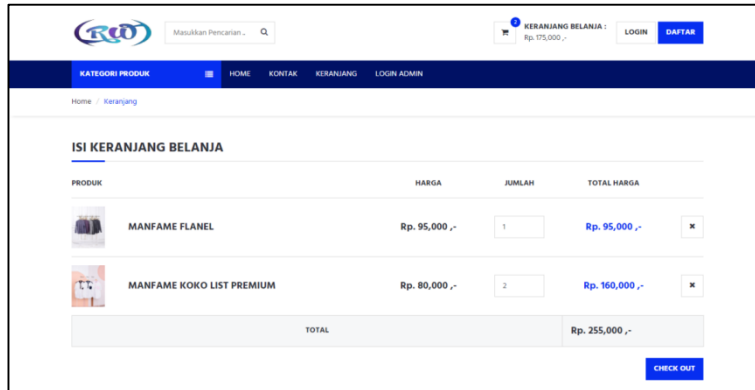 RW
Masukkan Pencarian..
2
KERANJANG BELANJA :
Rp. 175,000 ,-
LOGIN
DAFTAR
KATEGORI PRODUK
HOME
KONTAK
KERANJANG
LOGIN ADMIN
Home / Keranjang
ISI KERANJANG BELANJA
PRODUK HARGA JUMLAH TOTAL HARGA
MANFAME FLANEL Rp. 95,000 ,- 1 Rp. 95,000 ,- ×
MANFAME KOKO LIST PREMIUM Rp. 80,000 ,- 2 Rp. 160,000 ,- ×
TOTAL Rp. 255,000 ,-
CHECK OUT